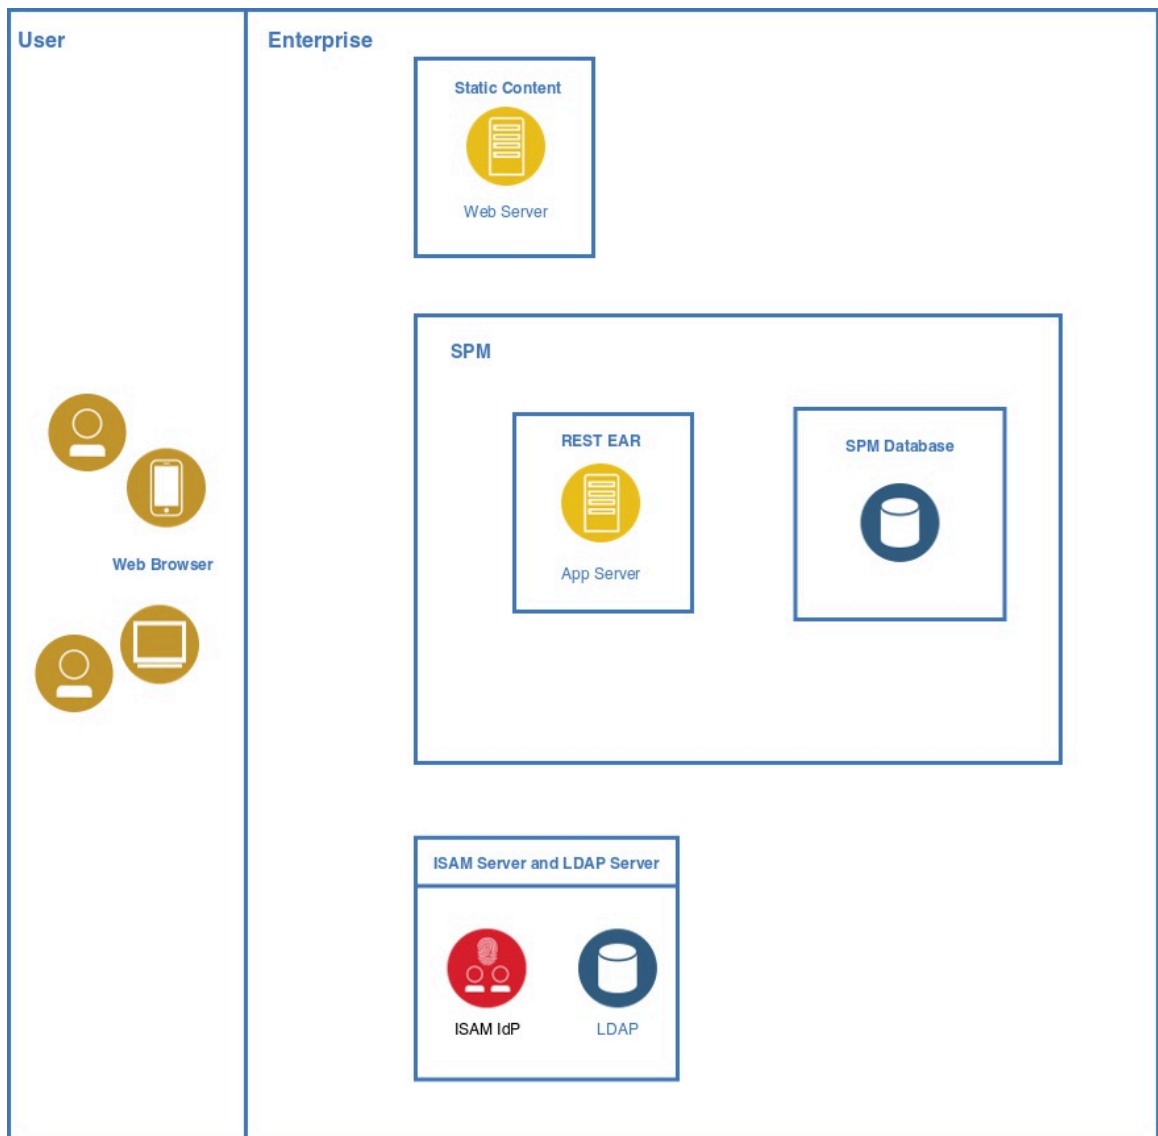 User
Enterprise
Static Content
Web Server
SPM
REST EAR
App Server
SPM Database
Web Browser
ISAM Server and LDAP Server
ISAM IdP
LDAP